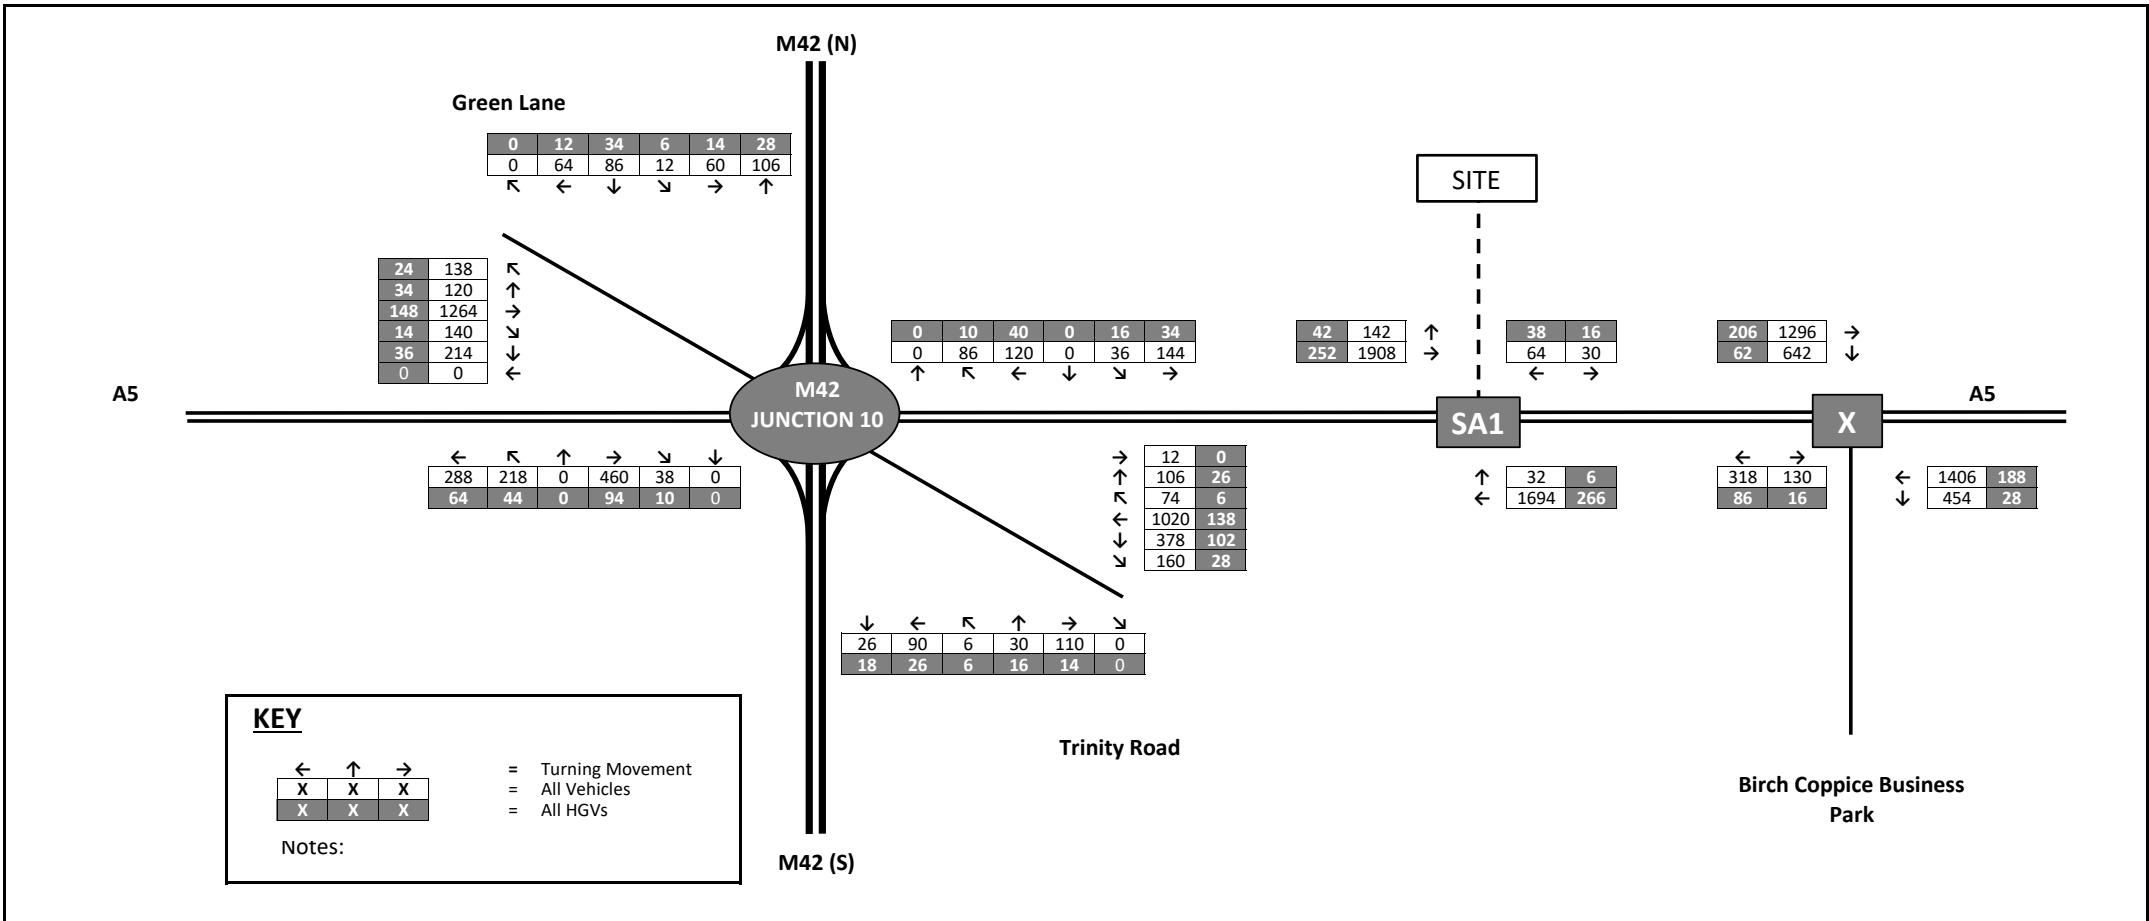 M42 (N)
Green Lane
0 12 34 6 14 28
0 64 86 12 60 106
↖ ← ↓ ↘ → ↑
SITE
24 138 ↖
34 120 ↑
148 1264 →
14 140 ↘
36 214 ↓
0 0 ←
0 10 40 0 16 34
0 86 120 0 36 144
↑ ↖ ← ↓ ↘ →
42 142 ↑
252 1908 →
38 16
64 30
← →
206 1296 →
62 642 ↓
A5
M42
JUNCTION 10
SA1
X
A5
← ↖ ↑ → ↘ ↓
288 218 0 460 38 0
64 44 0 94 10 0
→ 12 0
↑ 106 26
↖ 74 6
← 1020 138
↓ 378 102
↘ 160 28
↑ 32 6
← 1694 266
← →
318 130
86 16
← 1406 188
↓ 454 28
↓ ← ↖ ↑ → ↘
26 90 6 30 110 0
18 26 6 16 14 0
Trinity Road
Birch Coppice Business
Park
M42 (S)
KEY
← ↑ → = Turning Movement
X X X = All Vehicles
X X X = All HGVs
Notes: